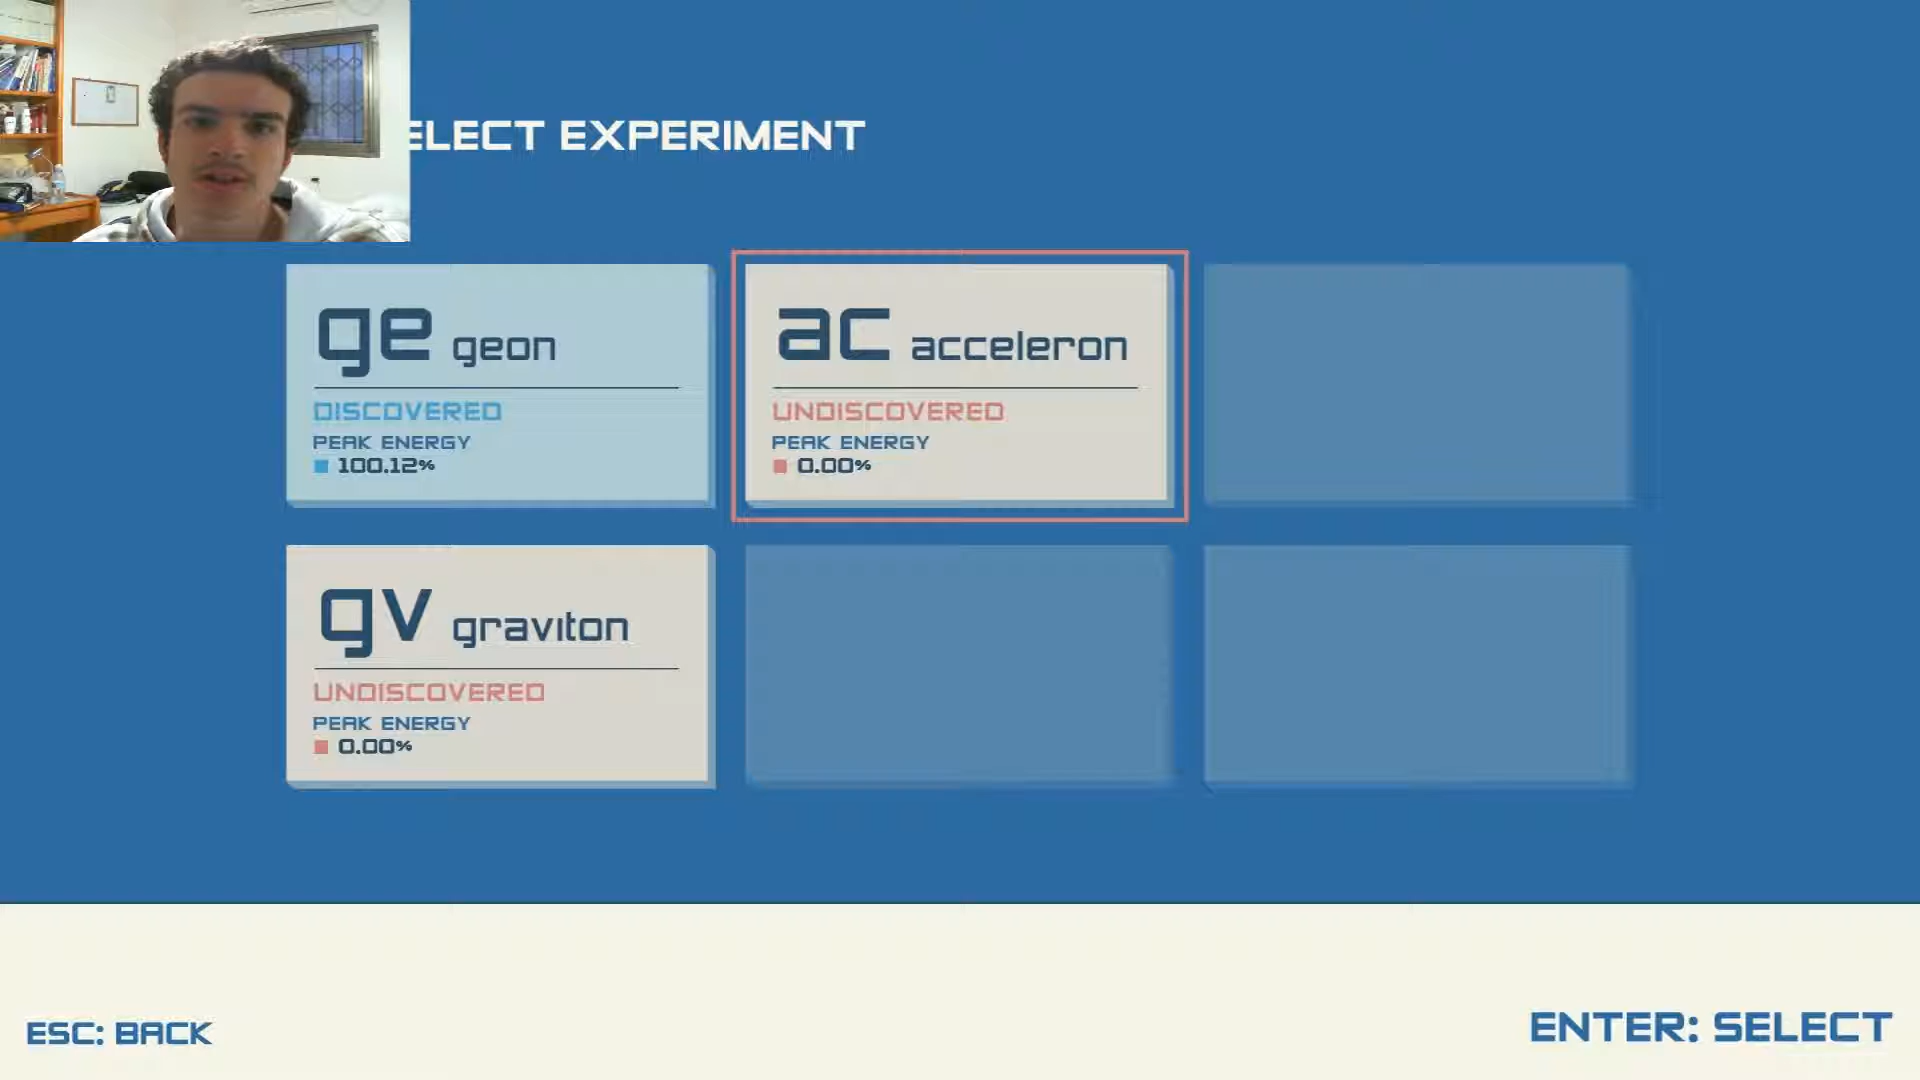 ELECT EXPERIMENT
ge geon
DISCOVERED
PEAK ENERGY
100.12%
ac acceleron
UNDISCOVERED
PEAK ENERGY
0.00%
gv graviton
UNDISCOVERED
PEAK ENERGY
0.00%
ESC: BACK
ENTER: SELECT